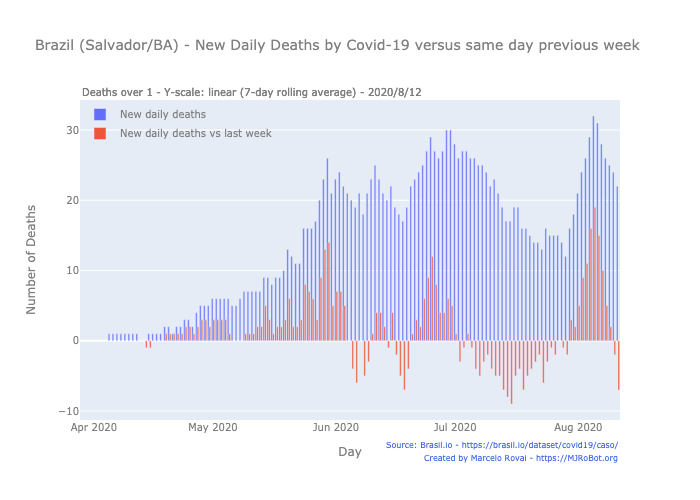 Brazil (Salvador/BA) - New Daily Deaths by Covid-19 versus same day previous week
Deaths over 1 - Y-scale: linear (7-day rolling average) - 2020/8/12
New daily deaths
New daily deaths vs last week
30
20
10
0
−10
Number of Deaths
Apr 2020 May 2020 Jun 2020 Jul 2020 Aug 2020
Day
Source: Brasil.io - https://brasil.io/dataset/covid19/caso/
Created by Marcelo Rovai - https://MJRoBot.org